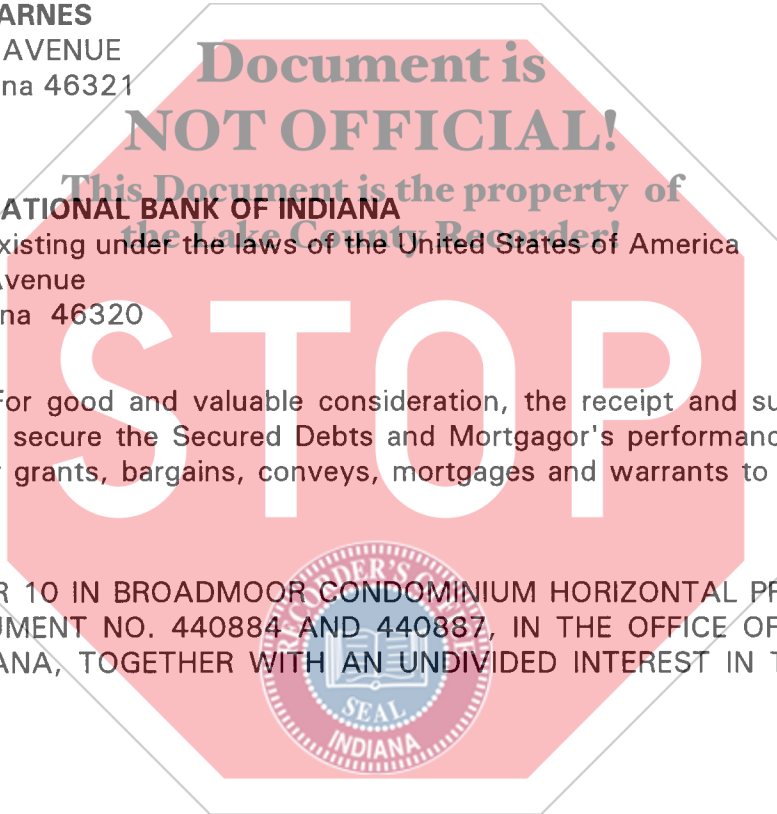 ARNES
AVENUE
na 46321
Document is
NOT OFFICIAL!
This Document is the property of
the Lake County Recorder!
ATIONAL BANK OF INDIANA
xisting under the laws of the United States of America
venue
na 46320
STOP
For good and valuable consideration, the receipt and su
secure the Secured Debts and Mortgagor's performanc
grants, bargains, conveys, mortgages and warrants to
R 10 IN BROADMOOR CONDOMINIUM HORIZONTAL PR
UMENT NO. 440884 AND 440887, IN THE OFFICE OF
ANA, TOGETHER WITH AN UNDIVIDED INTEREST IN T
RECORDER'S OFFICE
SEAL
INDIANA